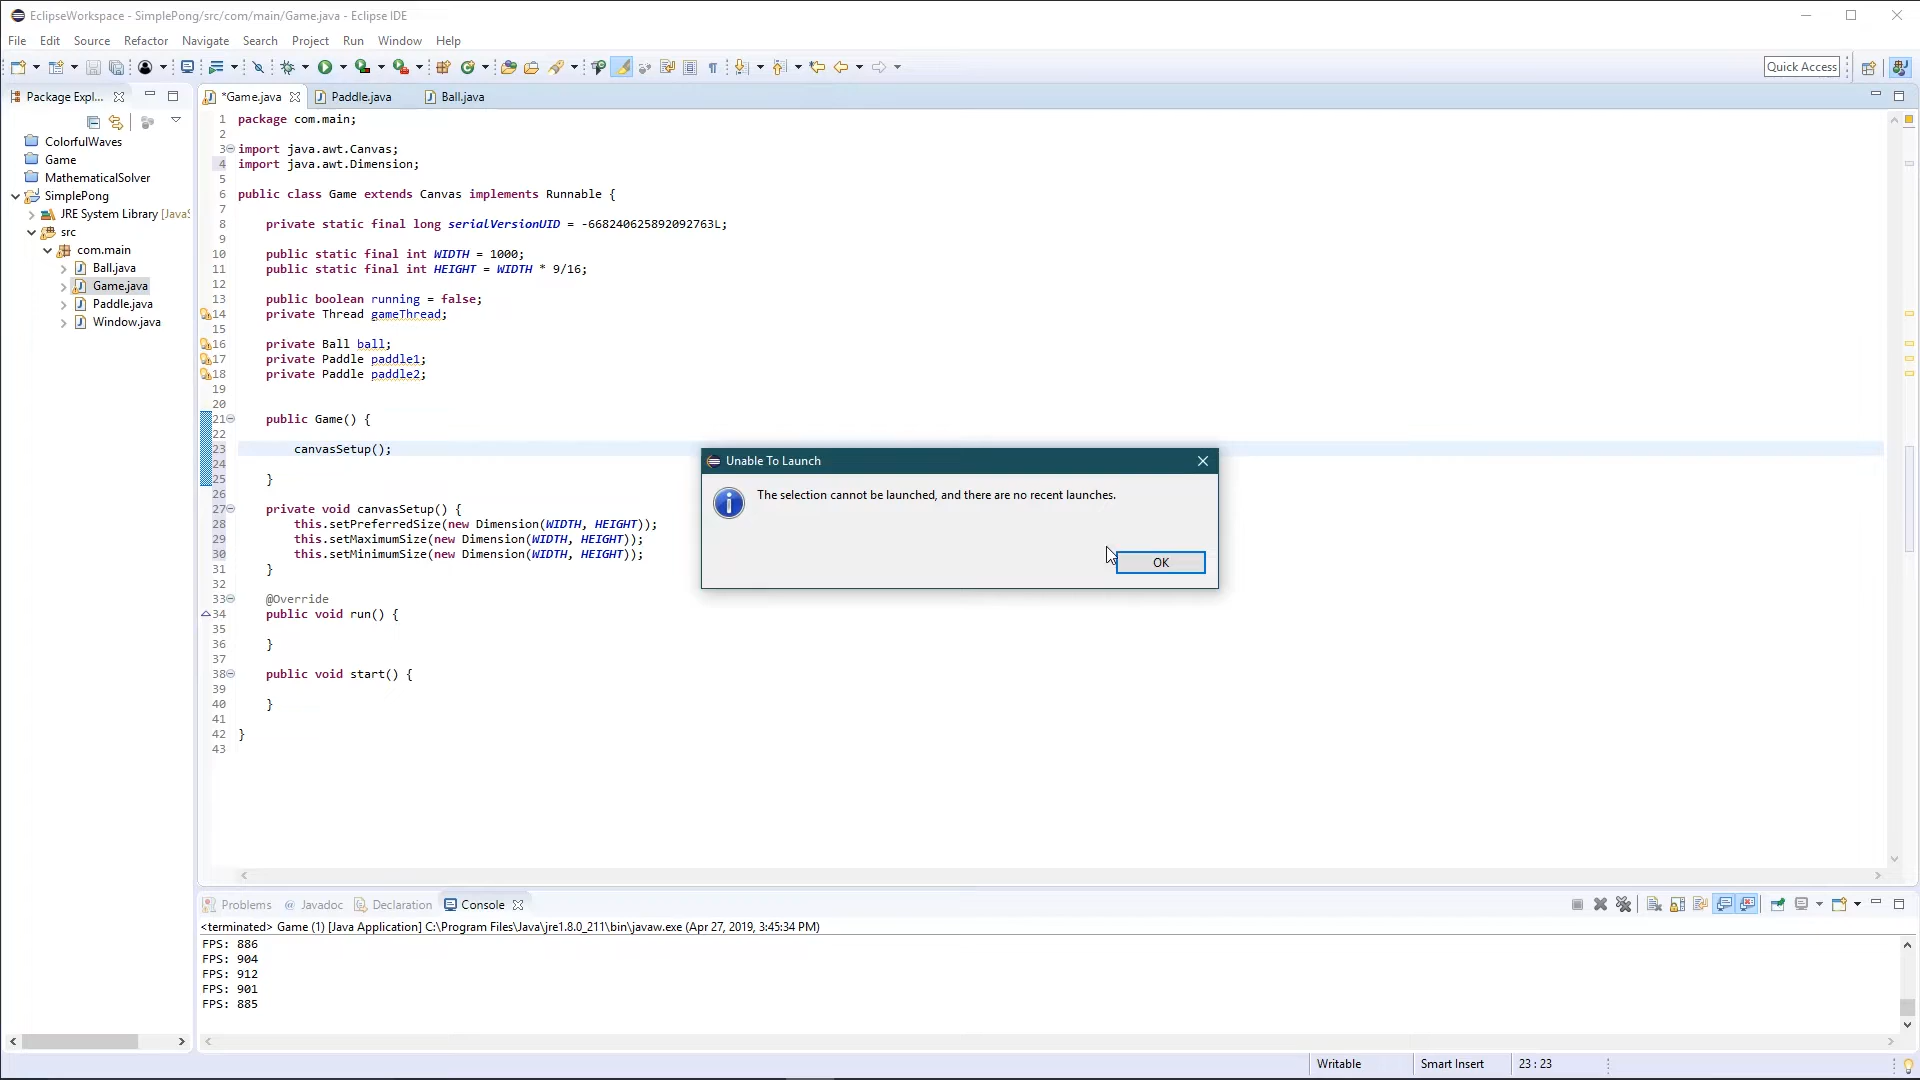 EclipseWorkspace - SimplePong/src/com/main/Game.java - Eclipse IDE
File Edit Source Refactor Navigate Search Project Run Window Help
Quick Access
Package Expl...
*Game.java
Paddle.java
Ball.java
ColorfulWaves
Game
MathematicalSolver
SimplePong
JRE System Library [JavaS
src
com.main
Ball.java
Game.java
Paddle.java
Window.java
1 package com.main;
2
3 import java.awt.Canvas;
4 import java.awt.Dimension;
5
6 public class Game extends Canvas implements Runnable {
7
8 private static final long serialVersionUID = -668240625892092763L;
9
10 public static final int WIDTH = 1000;
11 public static final int HEIGHT = WIDTH * 9/16;
12
13 public boolean running = false;
14 private Thread gameThread;
15
16 private Ball ball;
17 private Paddle paddle1;
18 private Paddle paddle2;
19
20
21 public Game() {
22
23 canvasSetup();
24
25 }
26
27 private void canvasSetup() {
28 this.setPreferredSize(new Dimension(WIDTH, HEIGHT));
29 this.setMaximumSize(new Dimension(WIDTH, HEIGHT));
30 this.setMinimumSize(new Dimension(WIDTH, HEIGHT));
31 }
32
33 @Override
34 public void run() {
35
36 }
37
38 public void start() {
39
40 }
41
42 }
43
Unable To Launch
The selection cannot be launched, and there are no recent launches.
OK
Problems @ Javadoc Declaration Console
<terminated> Game (1) [Java Application] C:\Program Files\Java\jre1.8.0_211\bin\javaw.exe (Apr 27, 2019, 3:45:34 PM)
FPS: 886
FPS: 904
FPS: 912
FPS: 901
FPS: 885
Writable
Smart Insert
23 : 23